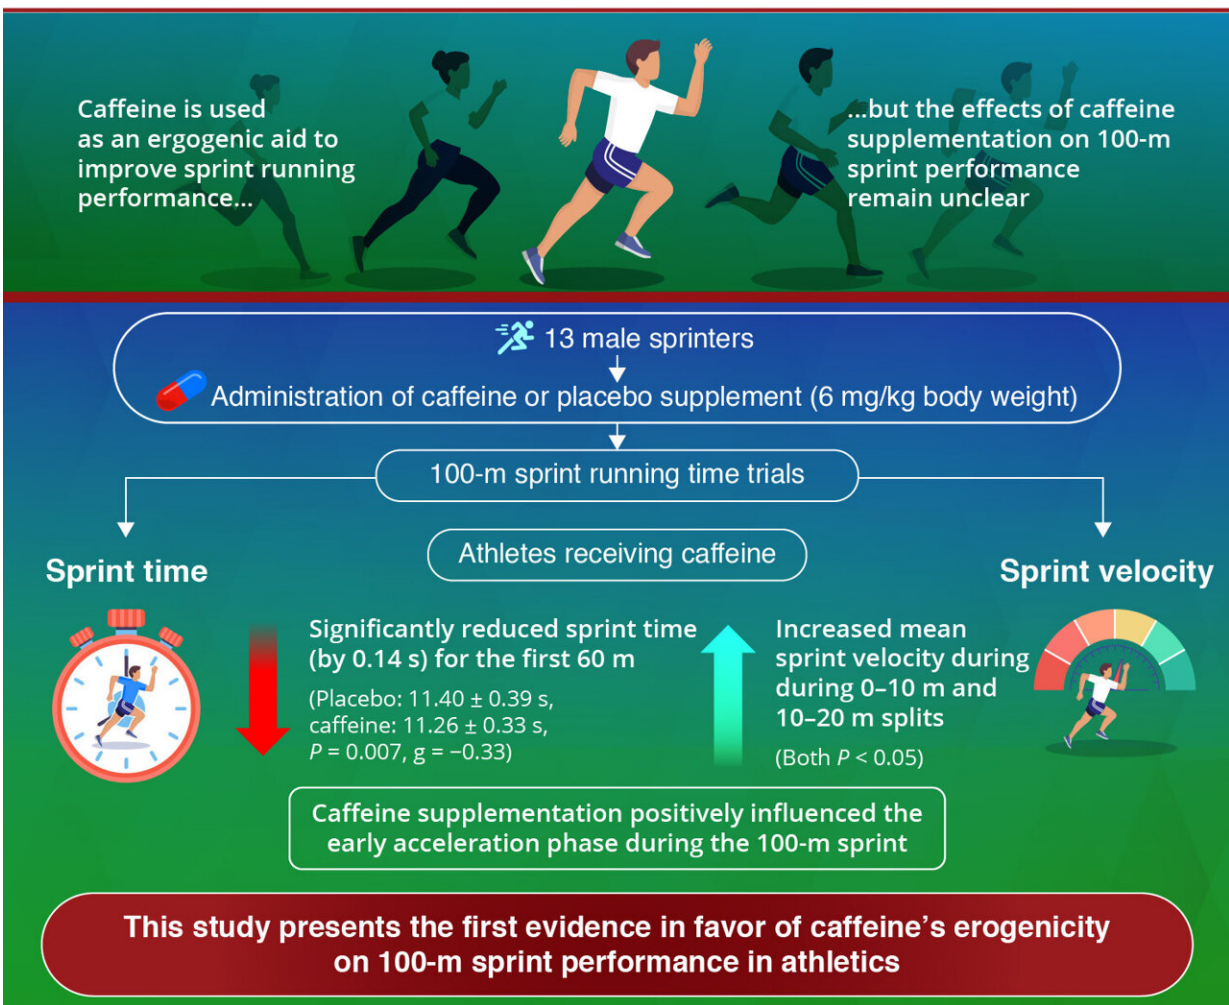 Caffeine is used
as an ergogenic aid to
improve sprint running
performance...
...but the effects of caffeine
supplementation on 100-m
sprint performance
remain unclear
13 male sprinters
Administration of caffeine or placebo supplement (6 mg/kg body weight)
100-m sprint running time trials
Athletes receiving caffeine
Sprint time
Sprint velocity
Significantly reduced sprint time
(by 0.14 s) for the first 60 m
(Placebo: 11.40 ± 0.39 s,
caffeine: 11.26 ± 0.33 s,
P = 0.007, g = −0.33)
Increased mean
sprint velocity during
during 0–10 m and
10–20 m splits
(Both P < 0.05)
Caffeine supplementation positively influenced the
early acceleration phase during the 100-m sprint
This study presents the first evidence in favor of caffeine's erogenicity
on 100-m sprint performance in athletics